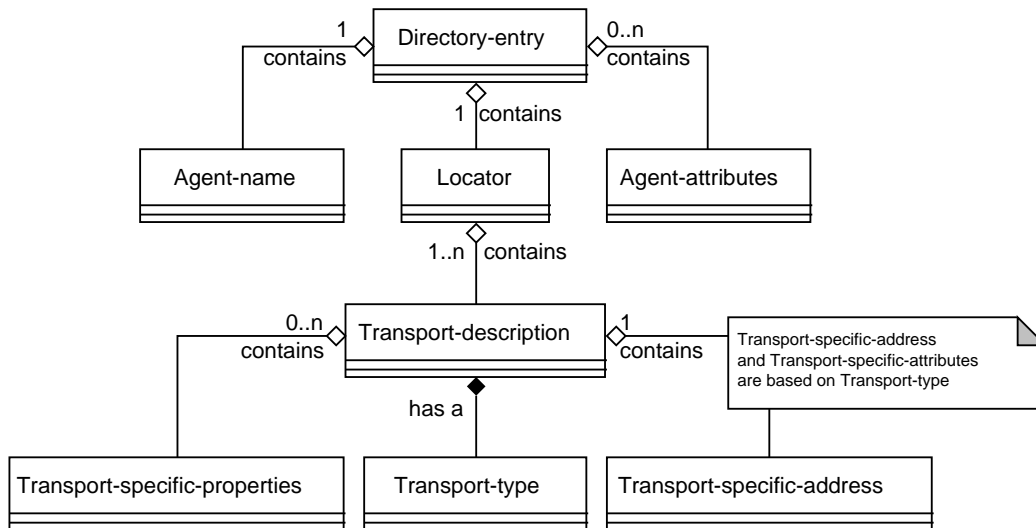 1
contains
Directory-entry
0..n
contains
1 contains
Agent-name
Locator
Agent-attributes
1..n contains
0..n
contains
Transport-description
1
contains
Transport-specific-address
and Transport-specific-attributes
are based on Transport-type
has a
Transport-specific-properties
Transport-type
Transport-specific-address